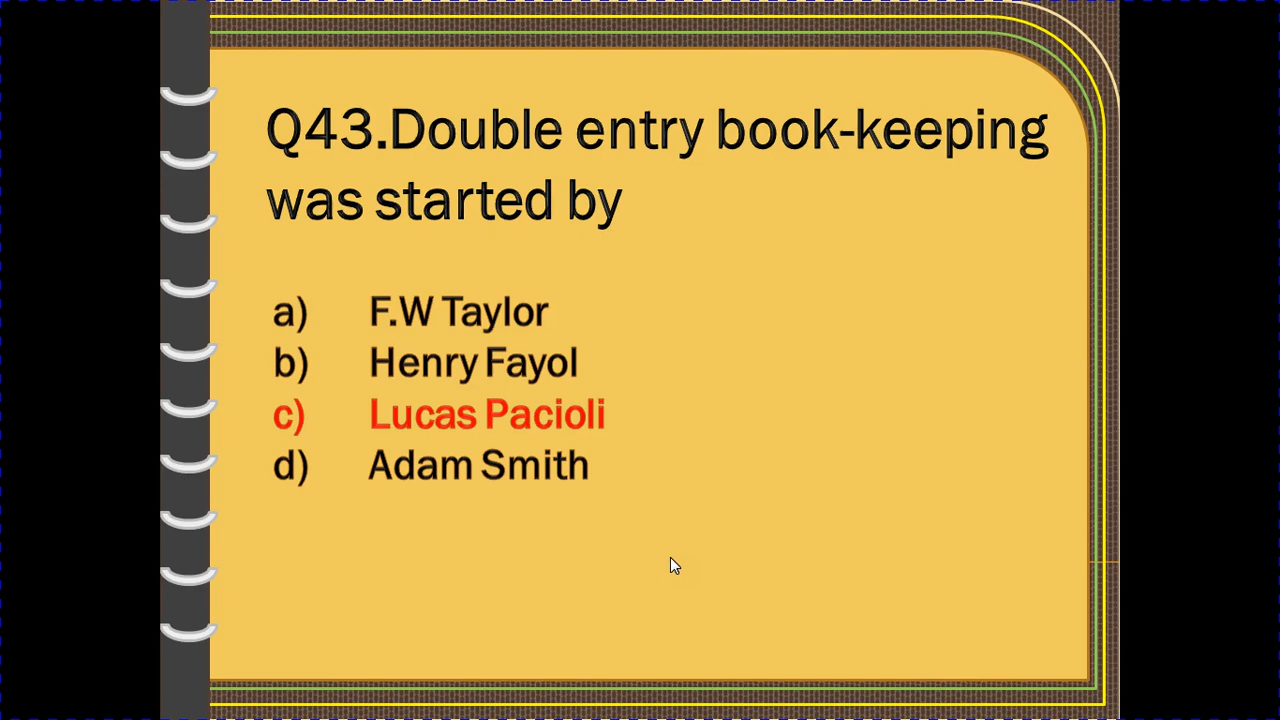 Q43.Double entry book-keeping
was started by
a) F.W Taylor
b) Henry Fayol
c) Lucas Pacioli
d) Adam Smith